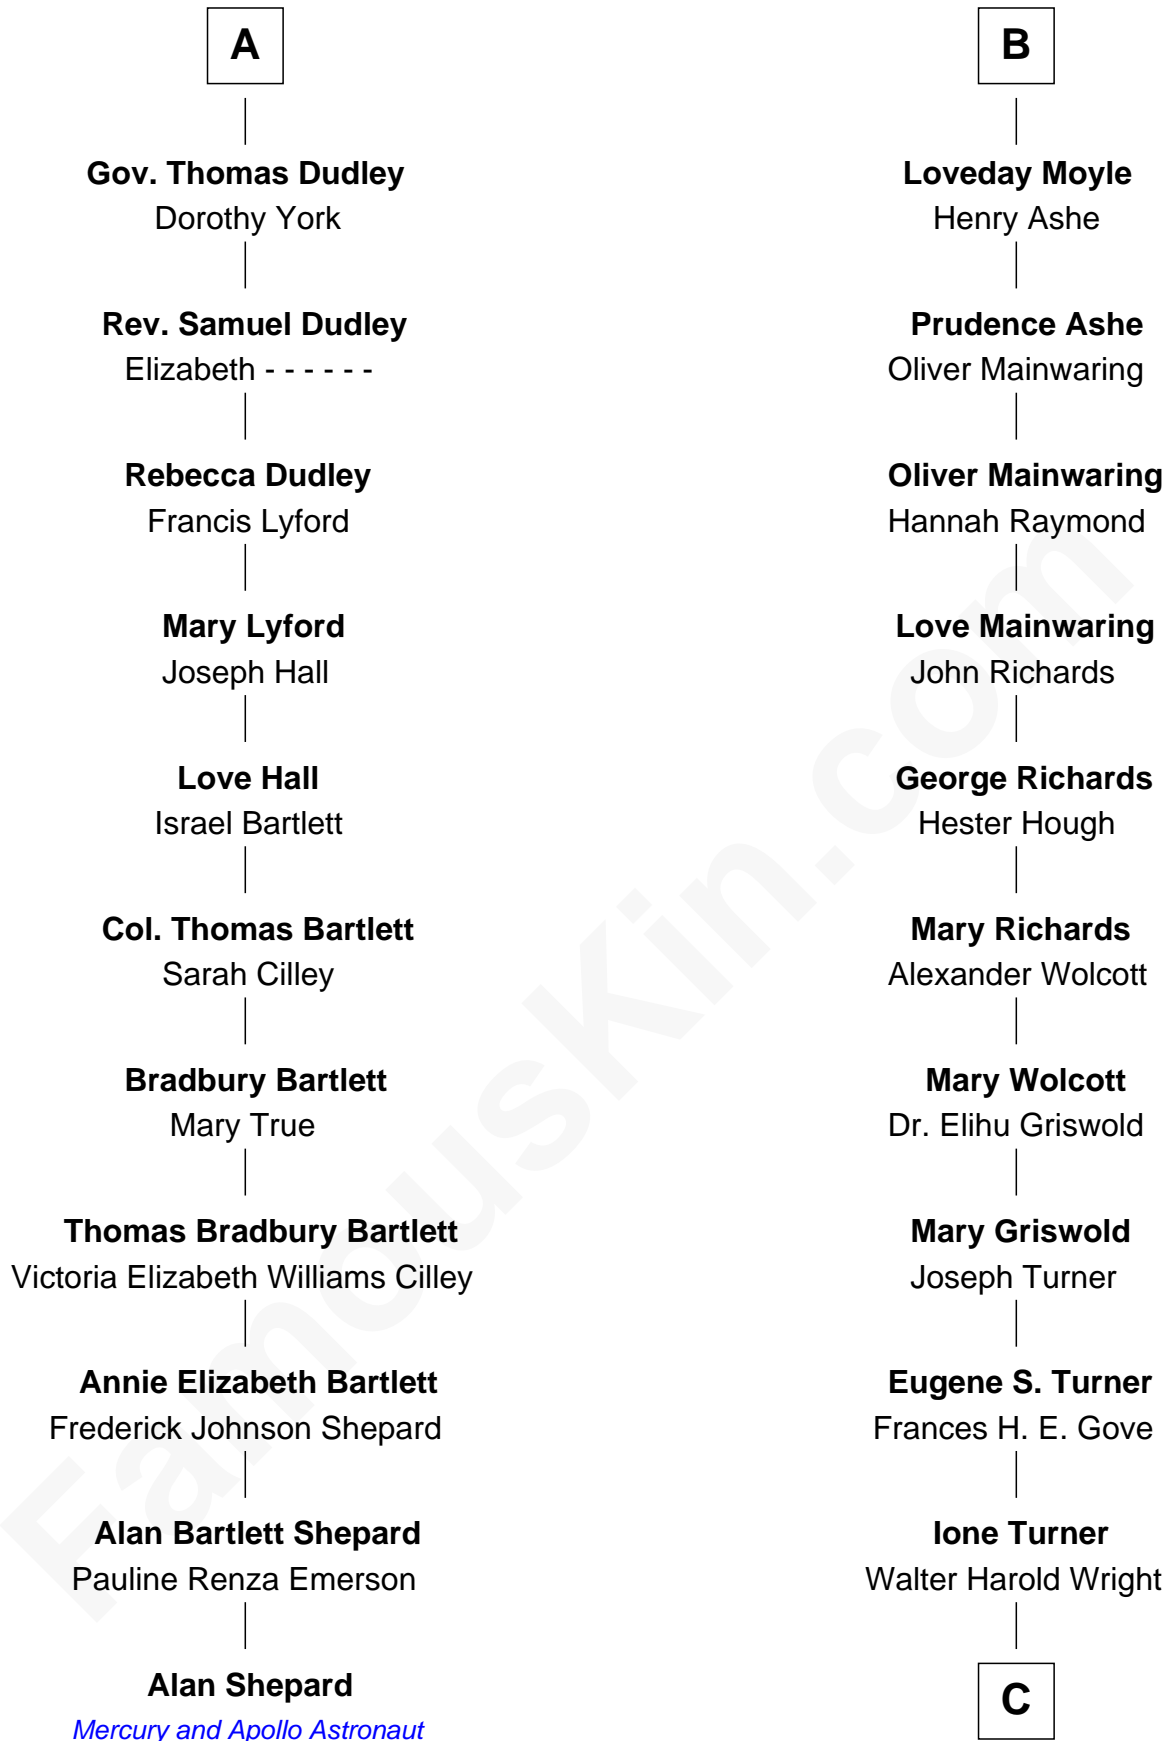 A
Gov. Thomas Dudley
Dorothy York
Rev. Samuel Dudley
Elizabeth - - - - - -
Rebecca Dudley
Francis Lyford
Mary Lyford
Joseph Hall
Love Hall
Israel Bartlett
Col. Thomas Bartlett
Sarah Cilley
Bradbury Bartlett
Mary True
Thomas Bradbury Bartlett
Victoria Elizabeth Williams Cilley
Annie Elizabeth Bartlett
Frederick Johnson Shepard
Alan Bartlett Shepard
Pauline Renza Emerson
Alan Shepard
Mercury and Apollo Astronaut
B
Loveday Moyle
Henry Ashe
Prudence Ashe
Oliver Mainwaring
Oliver Mainwaring
Hannah Raymond
Love Mainwaring
John Richards
George Richards
Hester Hough
Mary Richards
Alexander Wolcott
Mary Wolcott
Dr. Elihu Griswold
Mary Griswold
Joseph Turner
Eugene S. Turner
Frances H. E. Gove
Ione Turner
Walter Harold Wright
C
FamousKin.com